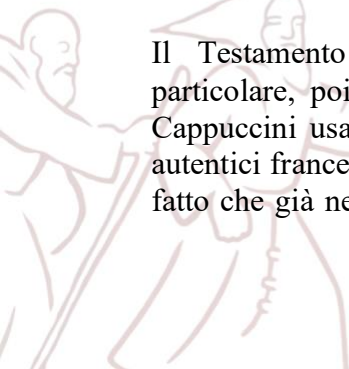 Il Testamento
particolare, poi
Cappuccini usa
autentici france
fatto che già ne